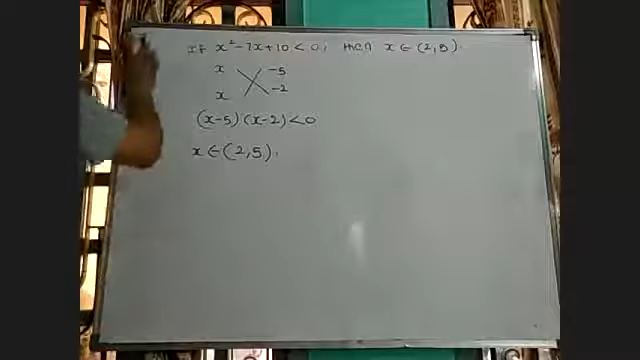 If x² - 7x + 10 < 0, then x ∈ (2, 5).
x -5
x -2
(x-5) (x-2) < 0
x ∈ (2, 5).